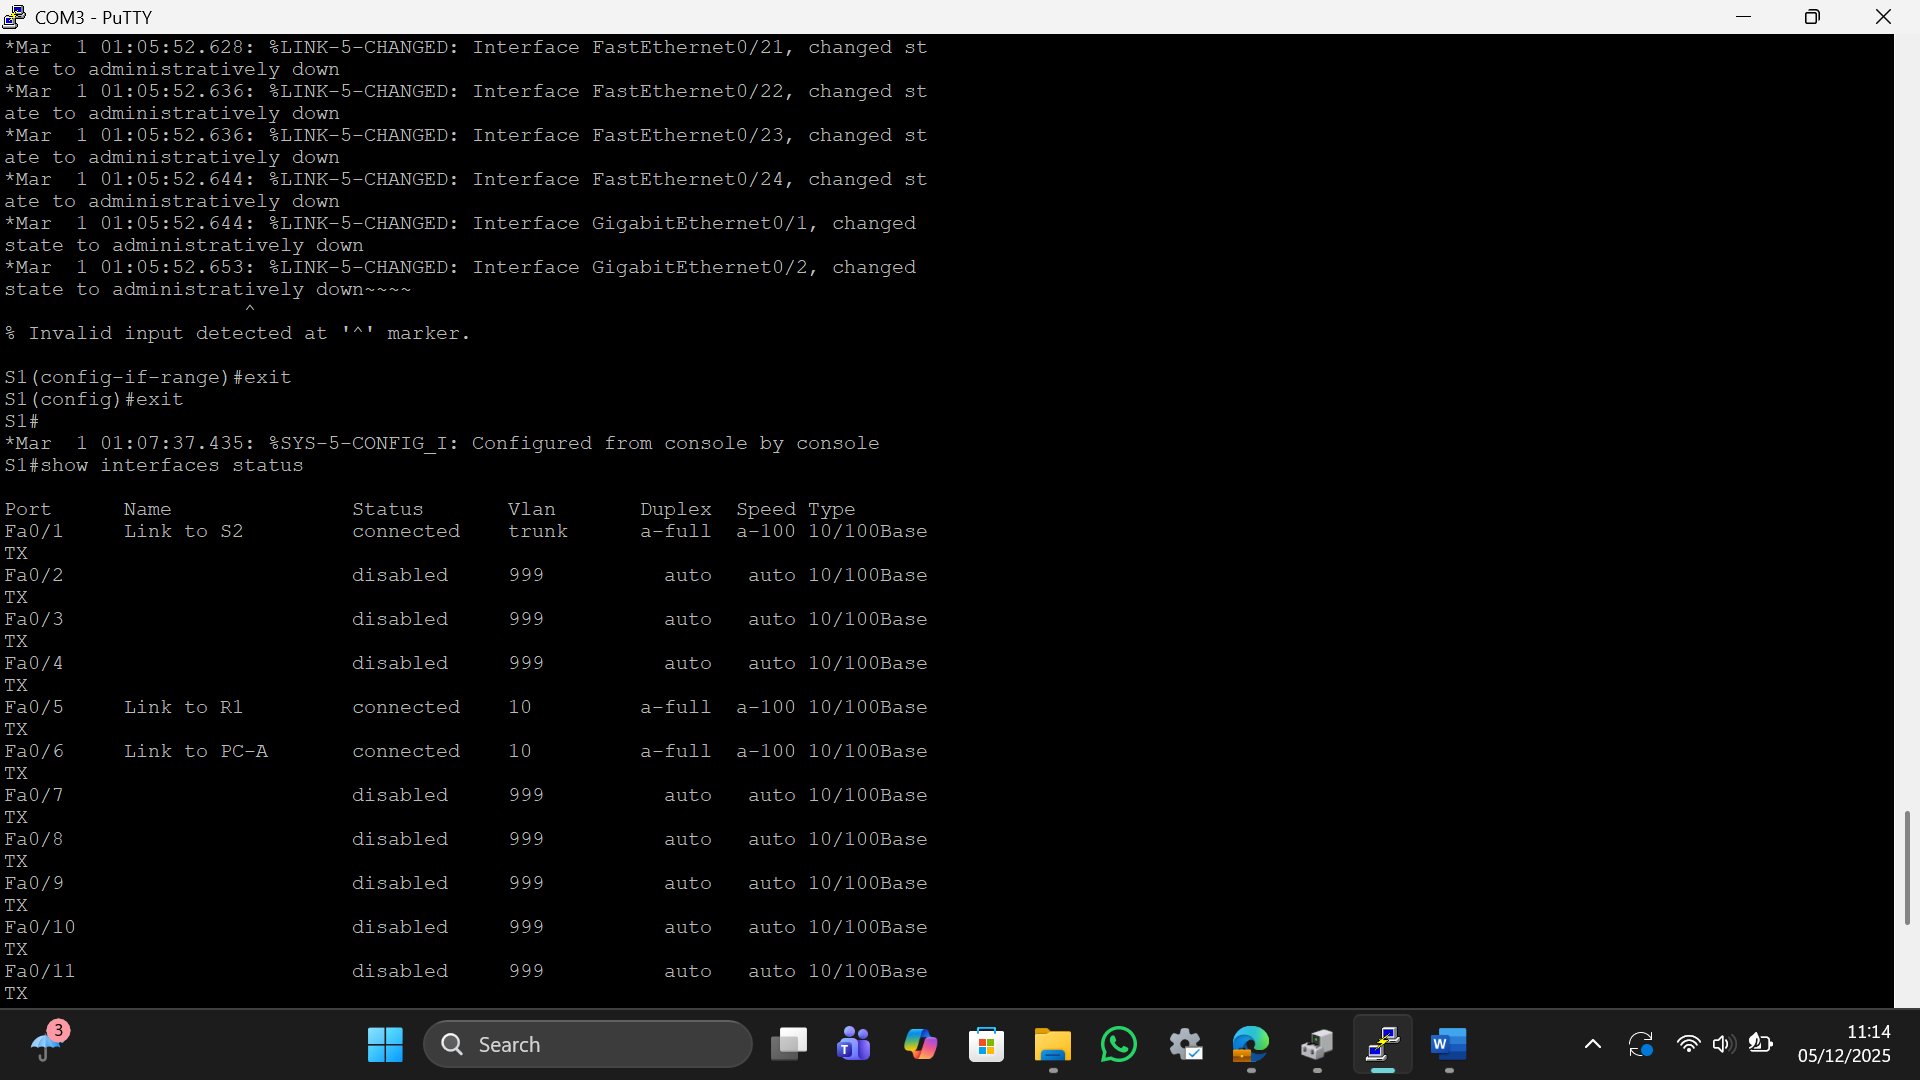 COM3 - PuTTY
*Mar  1 01:05:52.628: %LINK-5-CHANGED: Interface FastEthernet0/21, changed st
ate to administratively down
*Mar  1 01:05:52.636: %LINK-5-CHANGED: Interface FastEthernet0/22, changed st
ate to administratively down
*Mar  1 01:05:52.636: %LINK-5-CHANGED: Interface FastEthernet0/23, changed st
ate to administratively down
*Mar  1 01:05:52.644: %LINK-5-CHANGED: Interface FastEthernet0/24, changed st
ate to administratively down
*Mar  1 01:05:52.644: %LINK-5-CHANGED: Interface GigabitEthernet0/1, changed
state to administratively down
*Mar  1 01:05:52.653: %LINK-5-CHANGED: Interface GigabitEthernet0/2, changed
state to administratively down~~~~
^
% Invalid input detected at '^' marker.
S1(config-if-range)#exit
S1(config)#exit
S1#
*Mar  1 01:07:37.435: %SYS-5-CONFIG_I: Configured from console by console
S1#show interfaces status
Port      Name               Status       Vlan       Duplex  Speed Type
Fa0/1     Link to S2         connected    trunk      a-full  a-100 10/100Base
TX
Fa0/2                        disabled     999          auto   auto 10/100Base
TX
Fa0/3                        disabled     999          auto   auto 10/100Base
TX
Fa0/4                        disabled     999          auto   auto 10/100Base
TX
Fa0/5     Link to R1         connected    10         a-full  a-100 10/100Base
TX
Fa0/6     Link to PC-A       connected    10         a-full  a-100 10/100Base
TX
Fa0/7                        disabled     999          auto   auto 10/100Base
TX
Fa0/8                        disabled     999          auto   auto 10/100Base
TX
Fa0/9                        disabled     999          auto   auto 10/100Base
TX
Fa0/10                       disabled     999          auto   auto 10/100Base
TX
Fa0/11                       disabled     999          auto   auto 10/100Base
TX
3
Search
11:14
05/12/2025